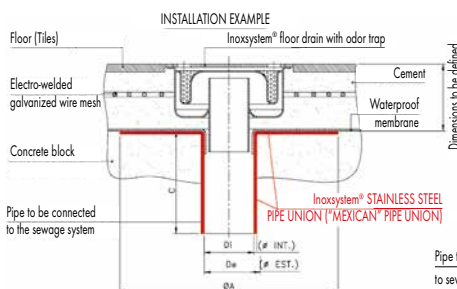 INSTALLATION EXAMPLE
Floor (Tiles)
Inoxsystem® floor drain with odor trap
Cement
Electro-welded
galvanized wire mesh
Waterproof
membrane
Dimensions to be defined
Concrete block
C
Inoxsystem® STAINLESS STEEL
PIPE UNION ("MEXICAN" PIPE UNION)
Pipe to be connected
to the sewage system
DI (ø INT.)
De (ø EST.)
ØA
Pipe t
to sev